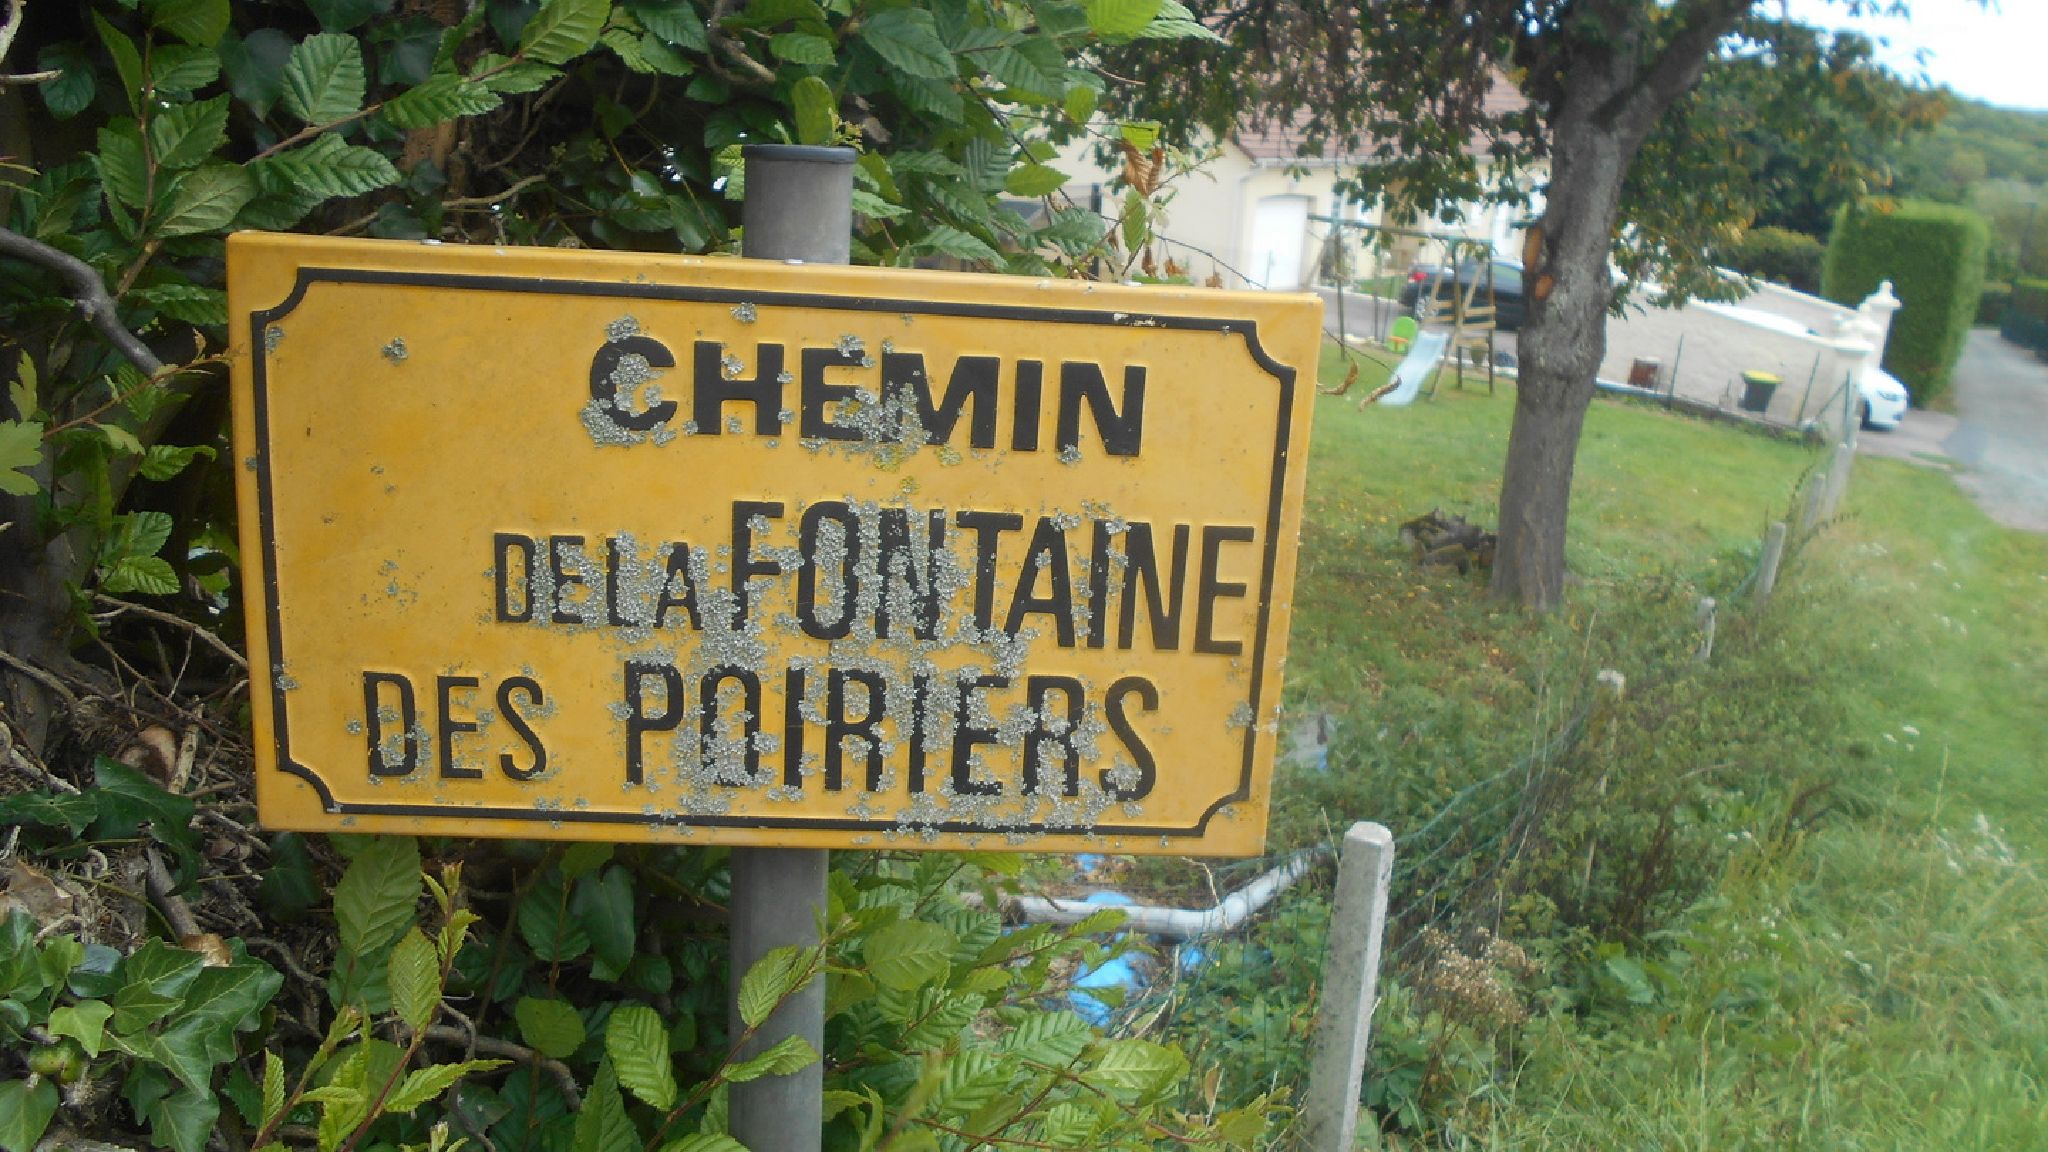 CHEMIN
DE LA FONTAINE
DES POIRIERS